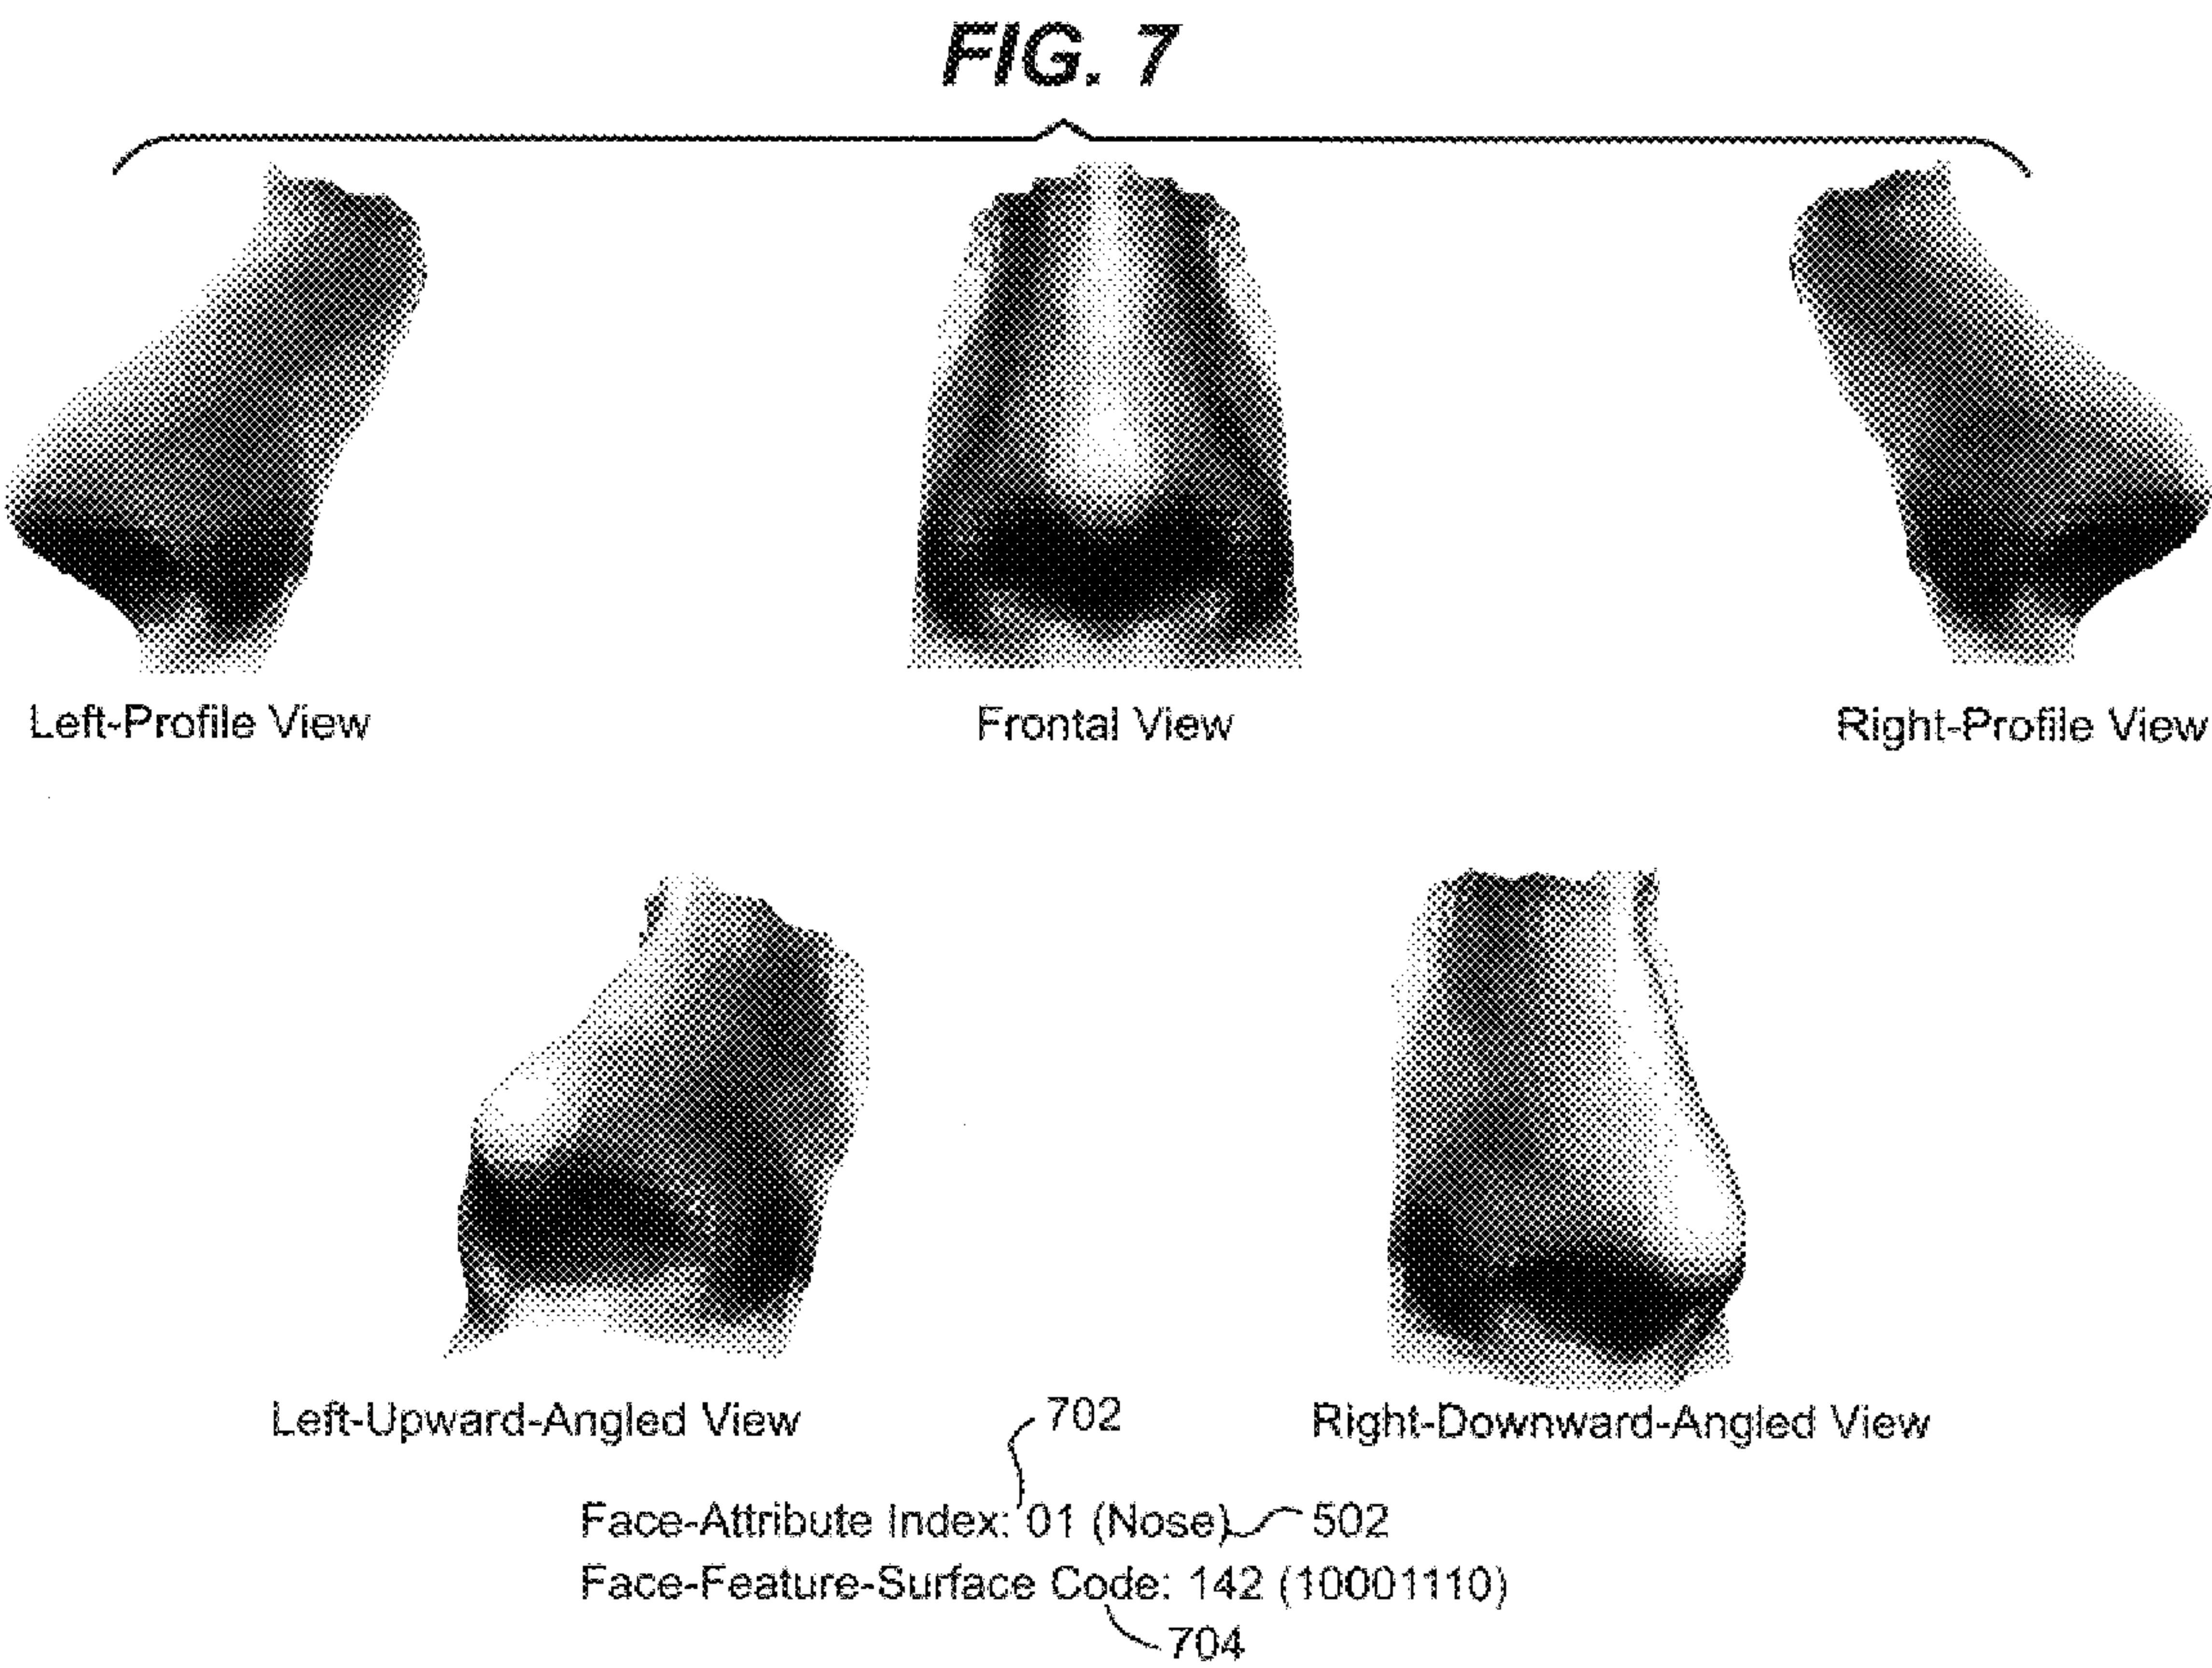 FIG. 7
Left-Profile View
Frontal View
Right-Profile View
Left-Upward-Angled View
Right-Downward-Angled View
702
Face-Attribute Index: 01 (Nose) 502
Face-Feature-Surface Code: 142 (10001110)
704